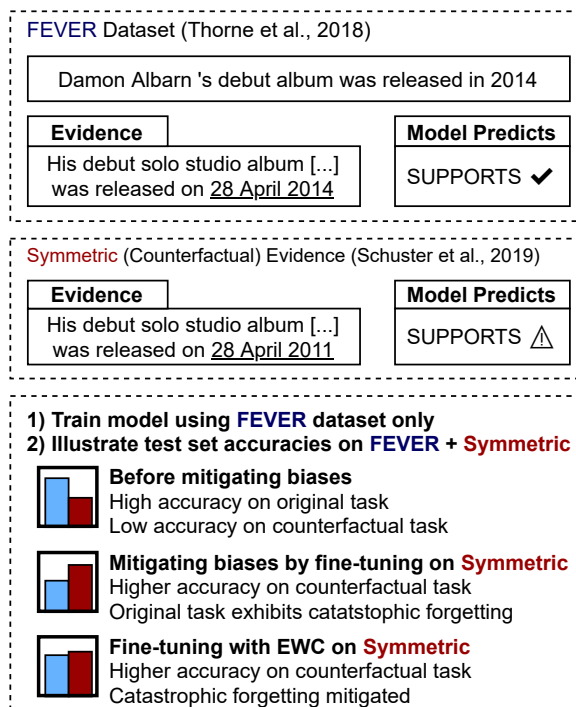 FEVER Dataset (Thorne et al., 2018)
Damon Albarn 's debut album was released in 2014
Evidence
His debut solo studio album [...]
was released on 28 April 2014
Model Predicts
SUPPORTS ✔
Symmetric (Counterfactual) Evidence (Schuster et al., 2019)
Evidence
His debut solo studio album [...]
was released on 28 April 2011
Model Predicts
SUPPORTS ⚠
1) Train model using FEVER dataset only
2) Illustrate test set accuracies on FEVER + Symmetric
Before mitigating biases
High accuracy on original task
Low accuracy on counterfactual task
Mitigating biases by fine-tuning on Symmetric
Higher accuracy on counterfactual task
Original task exhibits catatstophic forgetting
Fine-tuning with EWC on Symmetric
Higher accuracy on counterfactual task
Catastrophic forgetting mitigated